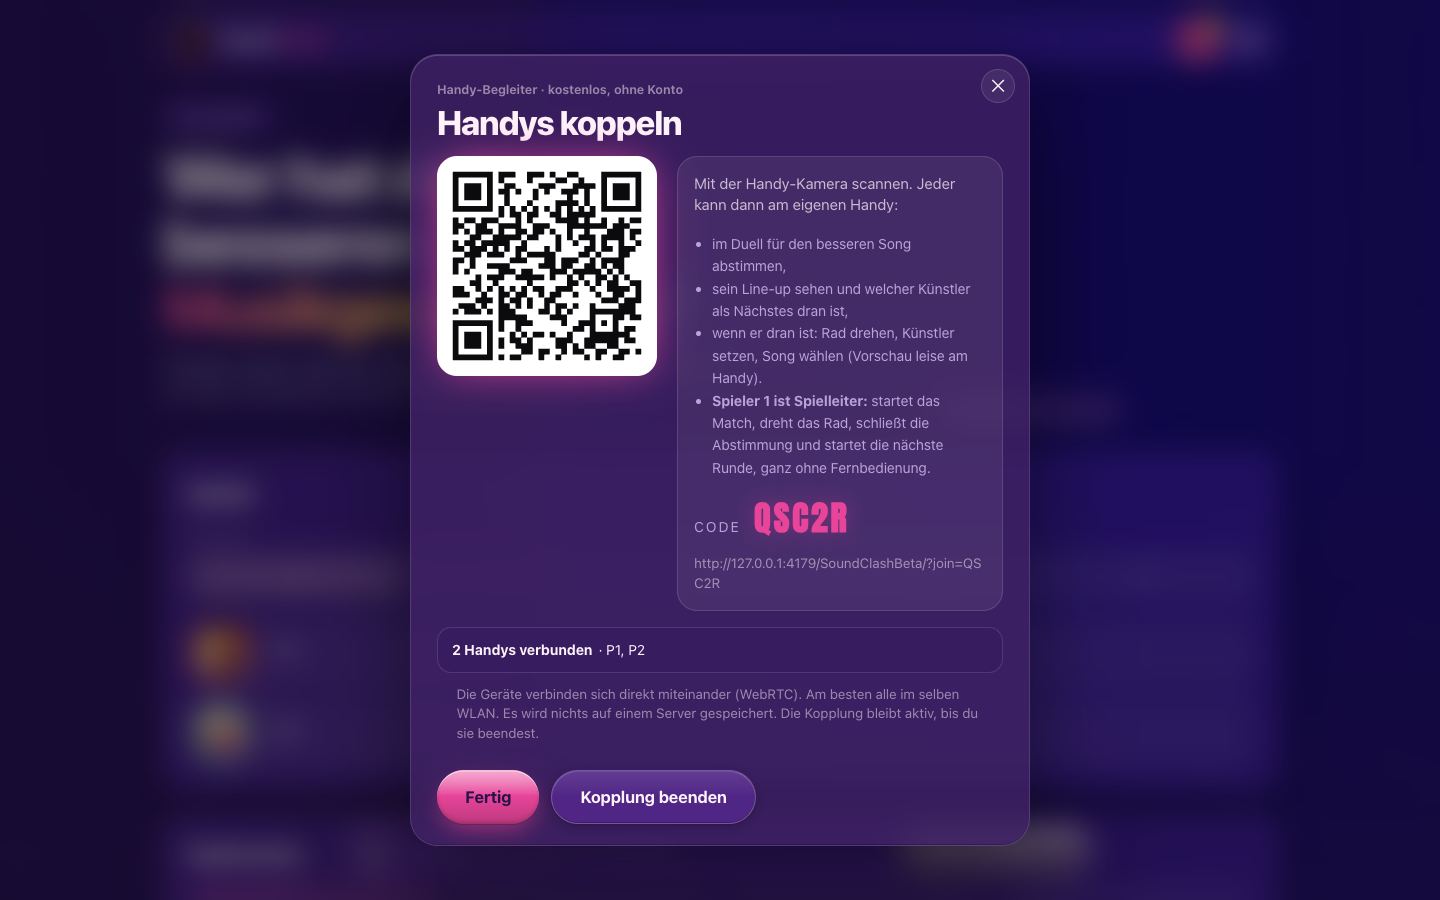 Handy-Begleiter · kostenlos, ohne Konto
Handys koppeln
Mit der Handy-Kamera scannen. Jeder
kann dann am eigenen Handy:
• im Duell für den besseren Song
abstimmen,
• sein Line-up sehen und welcher Künstler
als Nächstes dran ist,
• wenn er dran ist: Rad drehen, Künstler
setzen, Song wählen (Vorschau leise am
Handy).
• Spieler 1 ist Spielleiter: startet das
Match, dreht das Rad, schließt die
Abstimmung und startet die nächste
Runde, ganz ohne Fernbedienung.
CODE QSC2R
http://127.0.0.1:4179/SoundClashBeta/?join=QS
C2R
2 Handys verbunden · P1, P2
Die Geräte verbinden sich direkt miteinander (WebRTC). Am besten alle im selben
WLAN. Es wird nichts auf einem Server gespeichert. Die Kopplung bleibt aktiv, bis du
sie beendest.
Fertig
Kopplung beenden